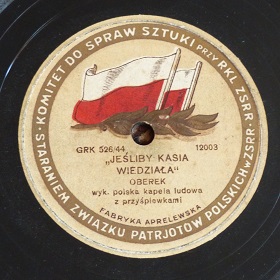 KOMITET DO SPRAW SZTUKI PRZY RKL ZSRR
STARANIEM ZWIĄZKU PATRJOTÓW POLSKICH W ZSRR
GRK 526/44 12003
„JEŚLIBY KASIA
WIEDZIAŁA"
OBEREK
wyk. polska kapela ludowa
z przyśpiewkami
FABRYKA APRELEWSKA